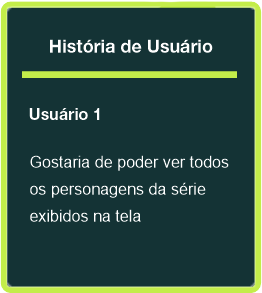 História de Usuário
Usuário 1
Gostaria de poder ver todos
os personagens da série
exibidos na tela